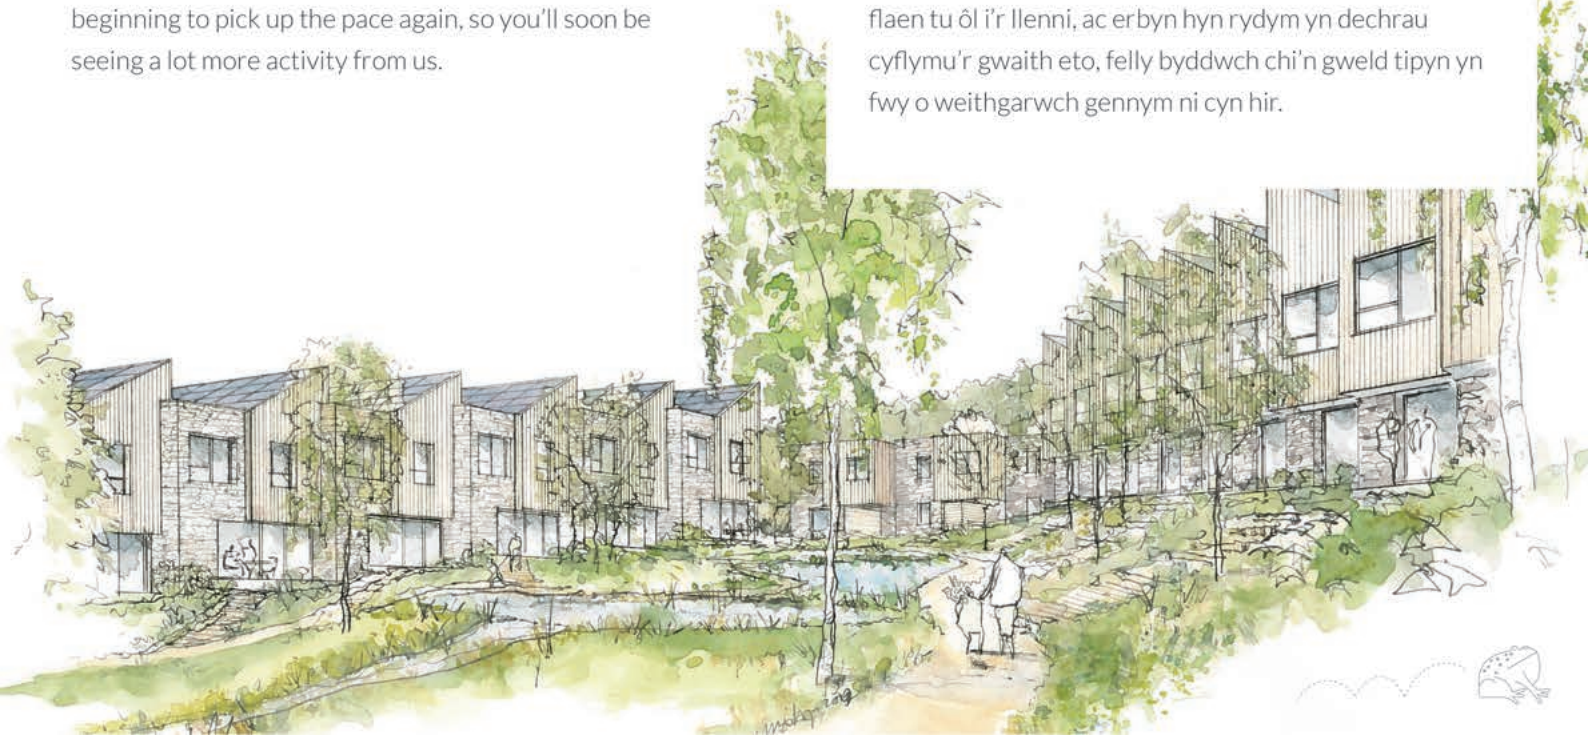 beginning to pick up the pace again, so you’ll soon be
seeing a lot more activity from us.
flaen tu ôl i’r llenni, ac erbyn hyn rydym yn dechrau
cyflymu’r gwaith eto, felly byddwch chi’n gweld tipyn yn
fwy o weithgarwch gennym ni cyn hir.